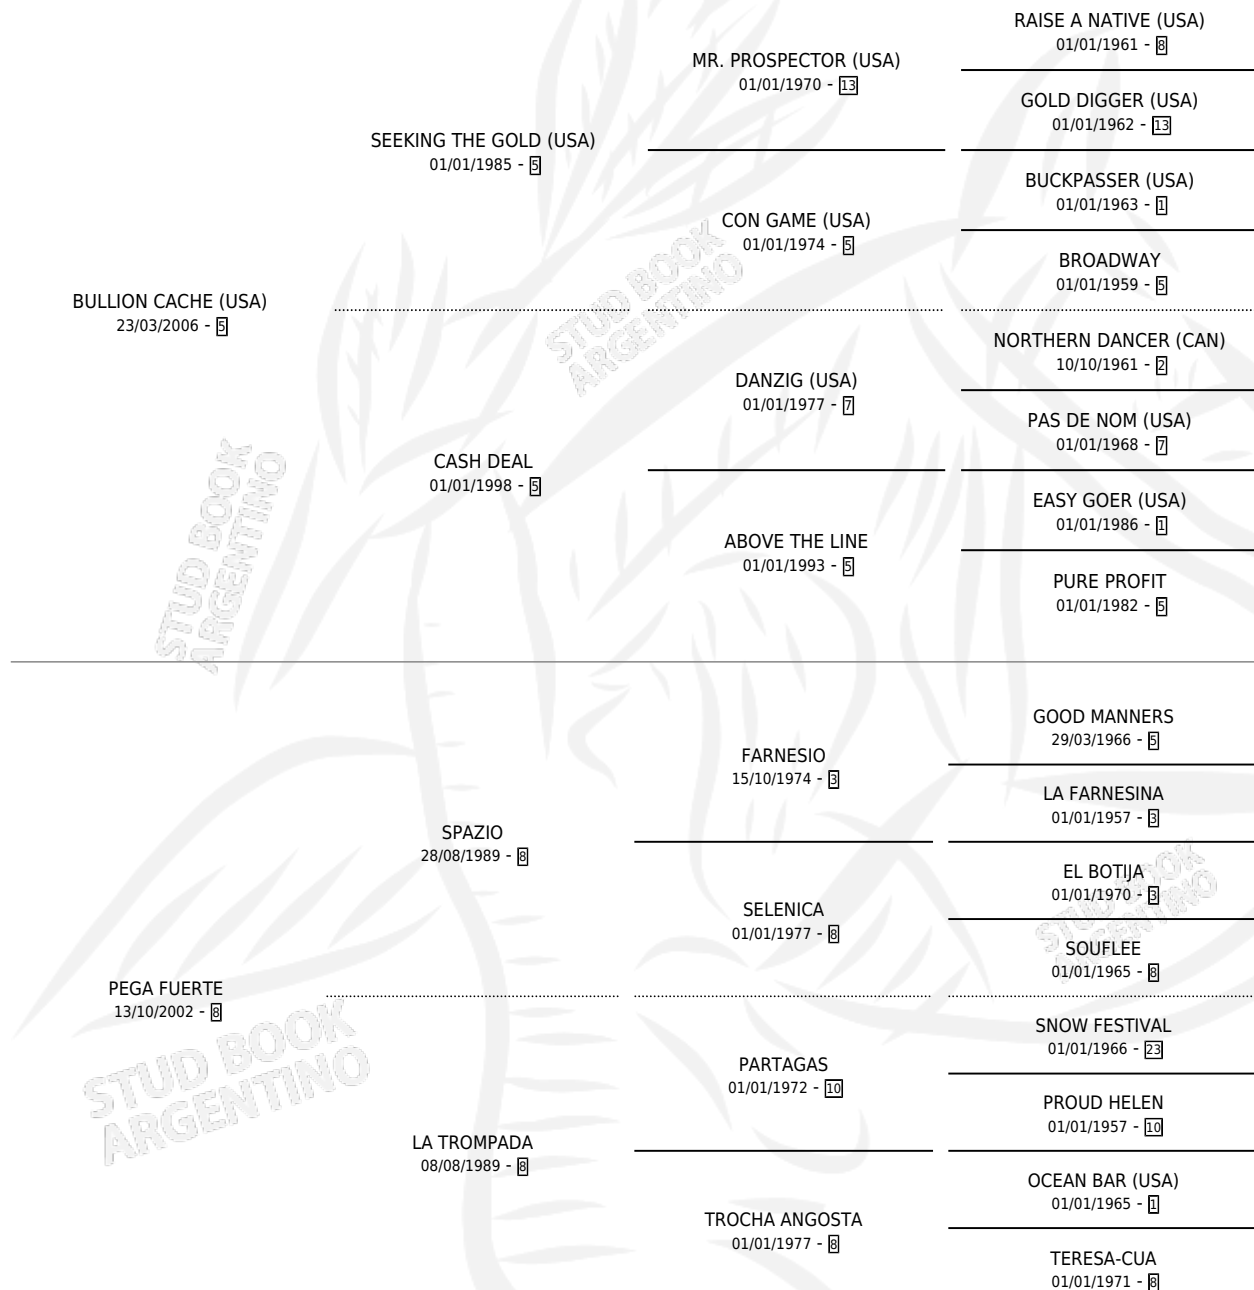 RAISE A NATIVE (USA)
01/01/1961 - 8
MR. PROSPECTOR (USA)
01/01/1970 - 13
GOLD DIGGER (USA)
01/01/1962 - 13
SEEKING THE GOLD (USA)
01/01/1985 - 5
BUCKPASSER (USA)
01/01/1963 - 1
CON GAME (USA)
01/01/1974 - 5
BROADWAY
01/01/1959 - 5
BULLION CACHE (USA)
23/03/2006 - 5
NORTHERN DANCER (CAN)
10/10/1961 - 2
DANZIG (USA)
01/01/1977 - 7
PAS DE NOM (USA)
01/01/1968 - 7
CASH DEAL
01/01/1998 - 5
EASY GOER (USA)
01/01/1986 - 1
ABOVE THE LINE
01/01/1993 - 5
PURE PROFIT
01/01/1982 - 5
GOOD MANNERS
29/03/1966 - 5
FARNESIO
15/10/1974 - 3
LA FARNESINA
01/01/1957 - 3
SPAZIO
28/08/1989 - 8
EL BOTIJA
01/01/1970 - 3
SELENICA
01/01/1977 - 8
SOUFLEE
01/01/1965 - 8
PEGA FUERTE
13/10/2002 - 8
SNOW FESTIVAL
01/01/1966 - 23
PARTAGAS
01/01/1972 - 10
PROUD HELEN
01/01/1957 - 10
LA TROMPADA
08/08/1989 - 8
OCEAN BAR (USA)
01/01/1965 - 1
TROCHA ANGOSTA
01/01/1977 - 8
TERESA-CUA
01/01/1971 - 8
STUD BOOK
ARGENTINO
STUD BOOK
ARGENTINO
STUD BOOK
ARGENTINO
STUD BOOK
ARGENTINO